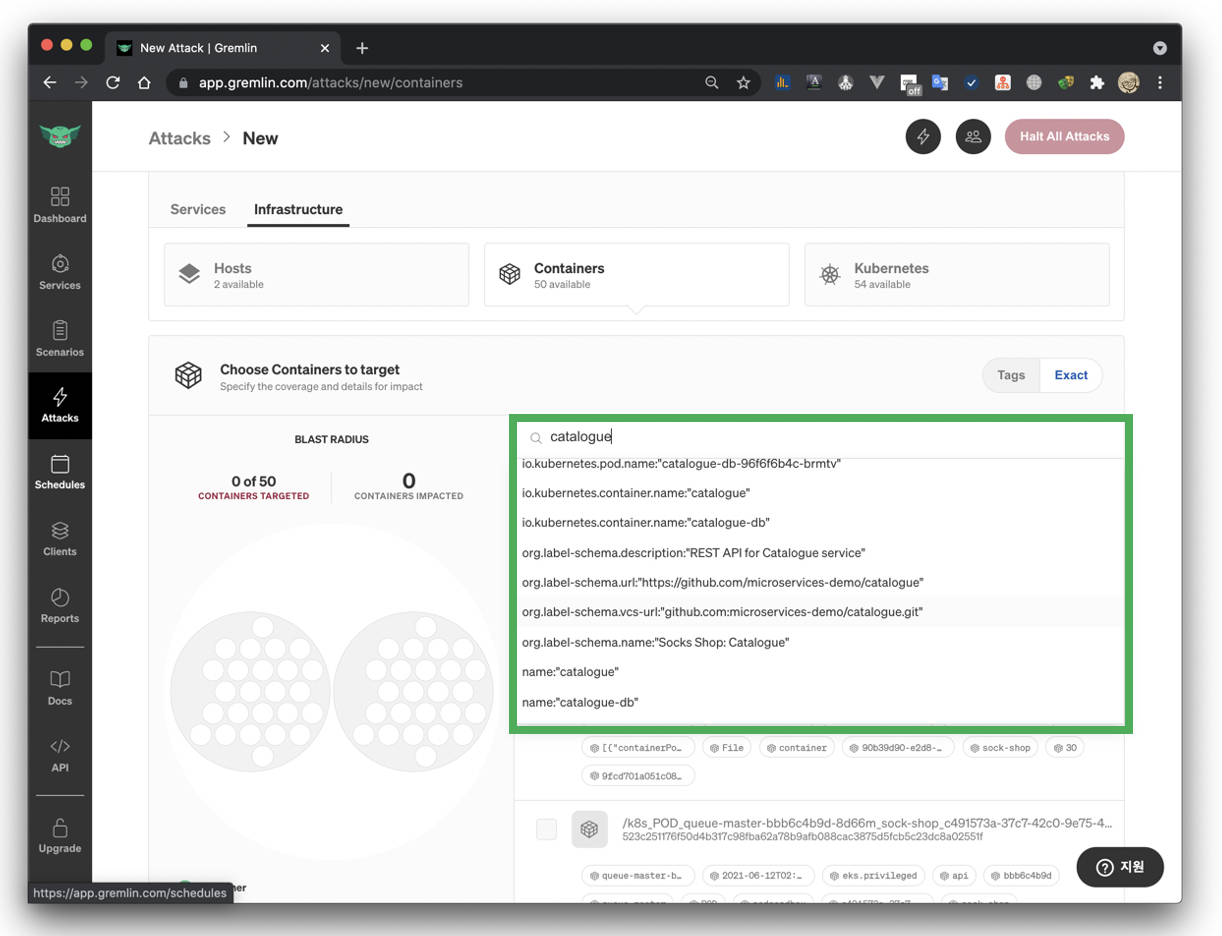 New Attack | Gremlin
app.gremlin.com/attacks/new/containers
off
Attacks > New
Halt All Attacks
Dashboard
Services
Scenarios
Attacks
Schedules
Clients
Reports
Docs
API
Upgrade
Services Infrastructure
Hosts
2 available
Containers
50 available
Kubernetes
54 available
Choose Containers to target
Specify the coverage and details for impact
Tags Exact
BLAST RADIUS
0 of 50
CONTAINERS TARGETED
0
CONTAINERS IMPACTED
catalogue
io.kubernetes.pod.name:"catalogue-db-96f6f6b4c-brmtv"
io.kubernetes.container.name:"catalogue"
io.kubernetes.container.name:"catalogue-db"
org.label-schema.description:"REST API for Catalogue service"
org.label-schema.url:"https://github.com/microservices-demo/catalogue"
org.label-schema.vcs-url:"github.com:microservices-demo/catalogue.git"
org.label-schema.name:"Socks Shop: Catalogue"
name:"catalogue"
name:"catalogue-db"
[{"containerPo… File container 90b39d90-e2d8-… sock-shop 30
9fcd701a051c08…
/k8s_POD_queue-master-bbb6c4b9d-8d66m_sock-shop_c491573a-37c7-42c0-9e75-4...
523c251176f50d4b317c98fba62a78b9afb088cac3875d5fcb5c23dc8a02551f
queue-master-b… 2021-06-12T02:… eks.privileged api bbb6c4b9d
지원
https://app.gremlin.com/schedules